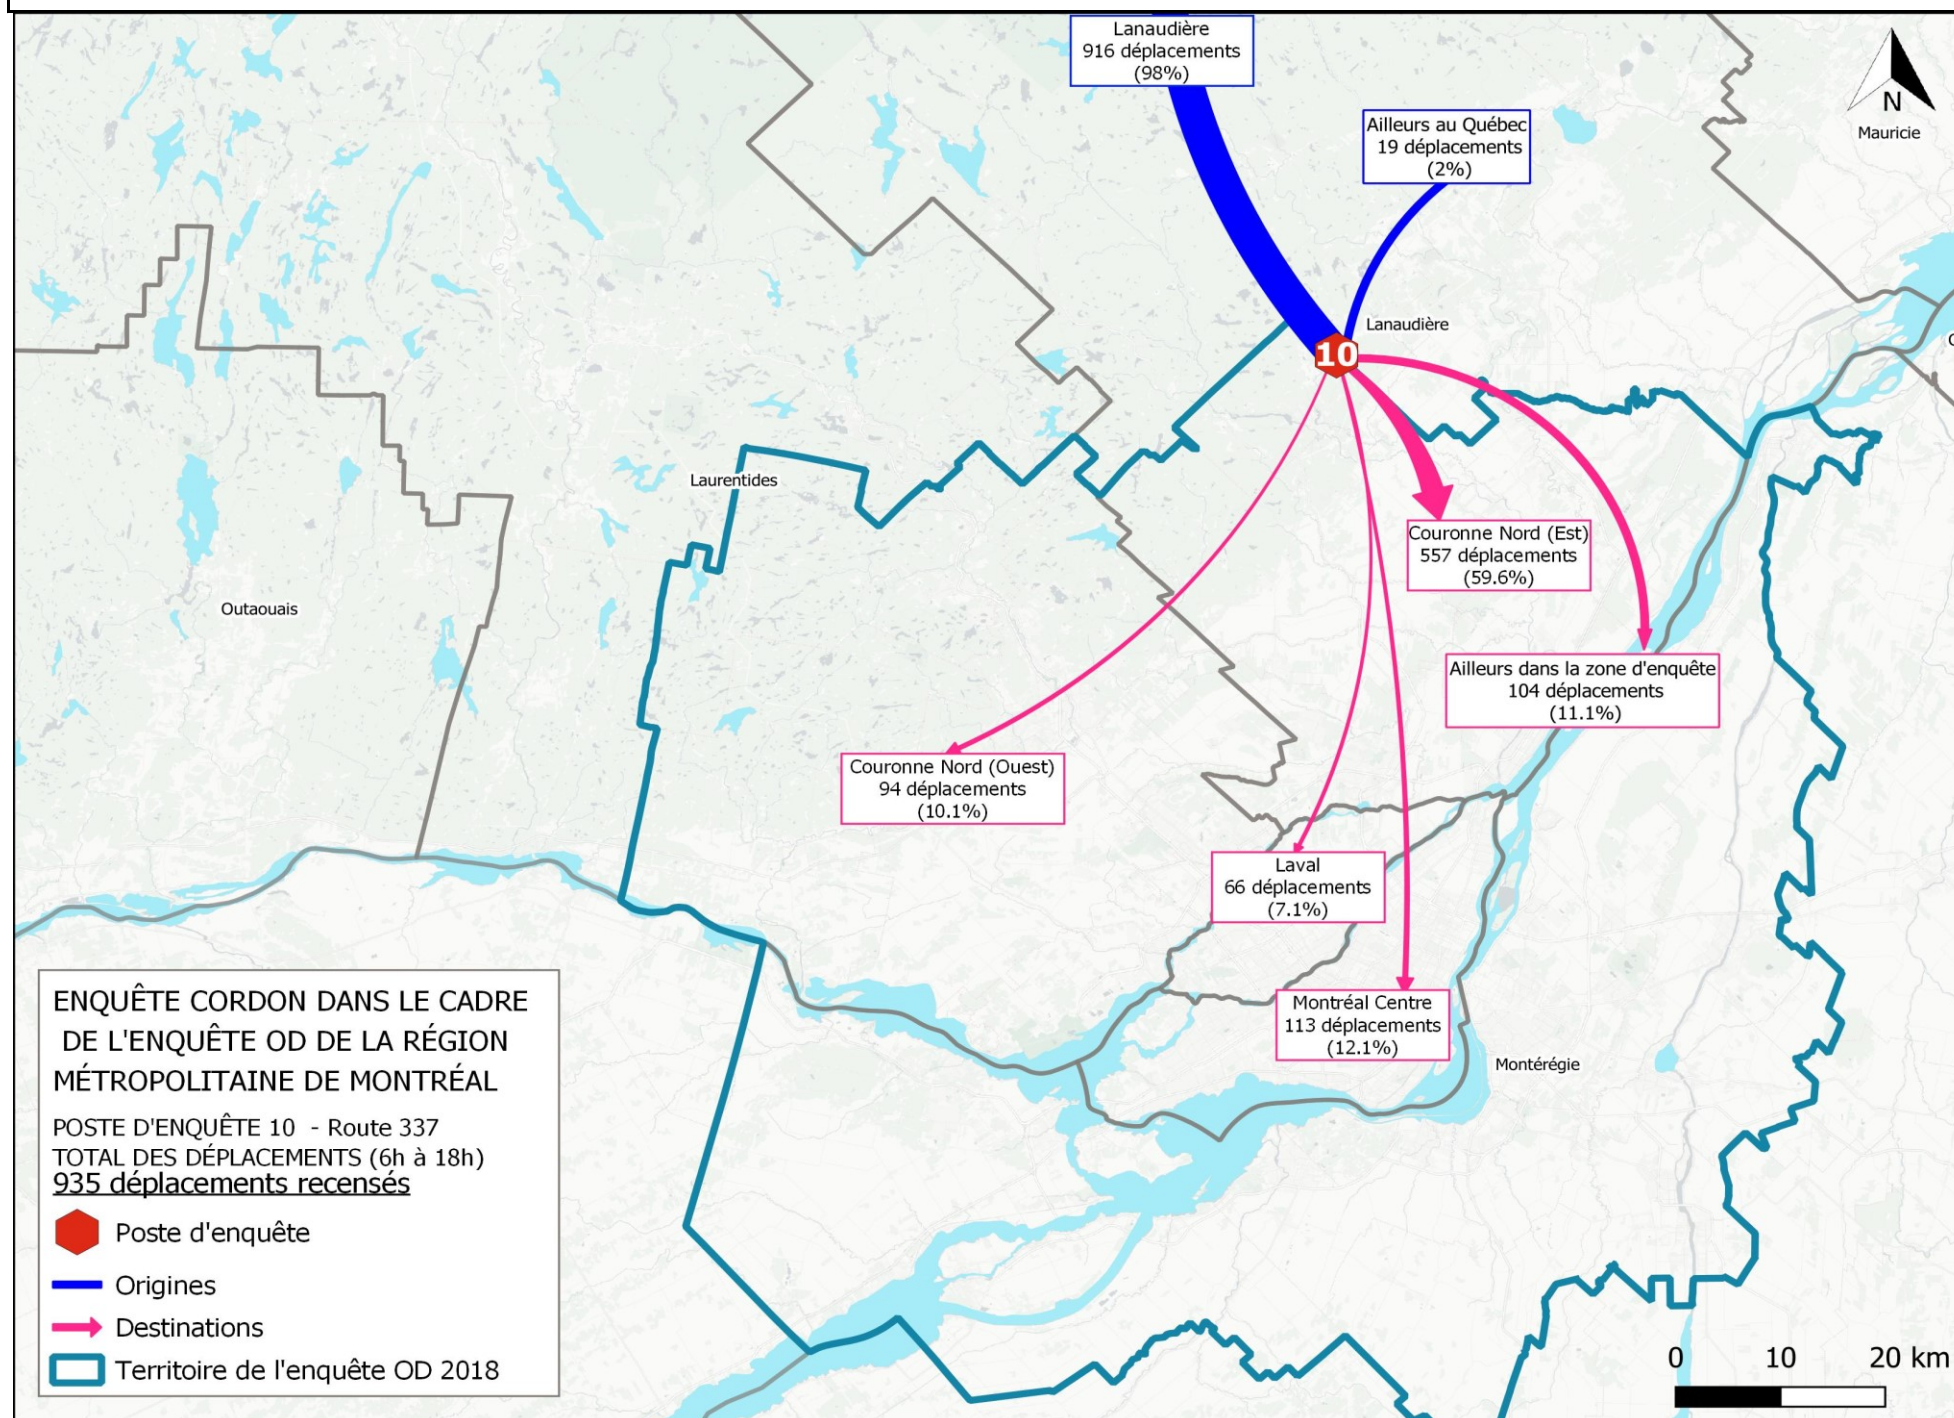 Lanaudière
916 déplacements
(98%)
Ailleurs au Québec
19 déplacements
(2%)
N
Mauricie
Lanaudière
10
Laurentides
Couronne Nord (Est)
557 déplacements
(59.6%)
Outaouais
Ailleurs dans la zone d'enquête
104 déplacements
(11.1%)
Couronne Nord (Ouest)
94 déplacements
(10.1%)
Laval
66 déplacements
(7.1%)
Montréal Centre
113 déplacements
(12.1%)
Montérégie
ENQUÊTE CORDON DANS LE CADRE
DE L'ENQUÊTE OD DE LA RÉGION
MÉTROPOLITAINE DE MONTRÉAL
POSTE D'ENQUÊTE 10 - Route 337
TOTAL DES DÉPLACEMENTS (6h à 18h)
935 déplacements recensés
Poste d'enquête
Origines
Destinations
Territoire de l'enquête OD 2018
0 10 20 km